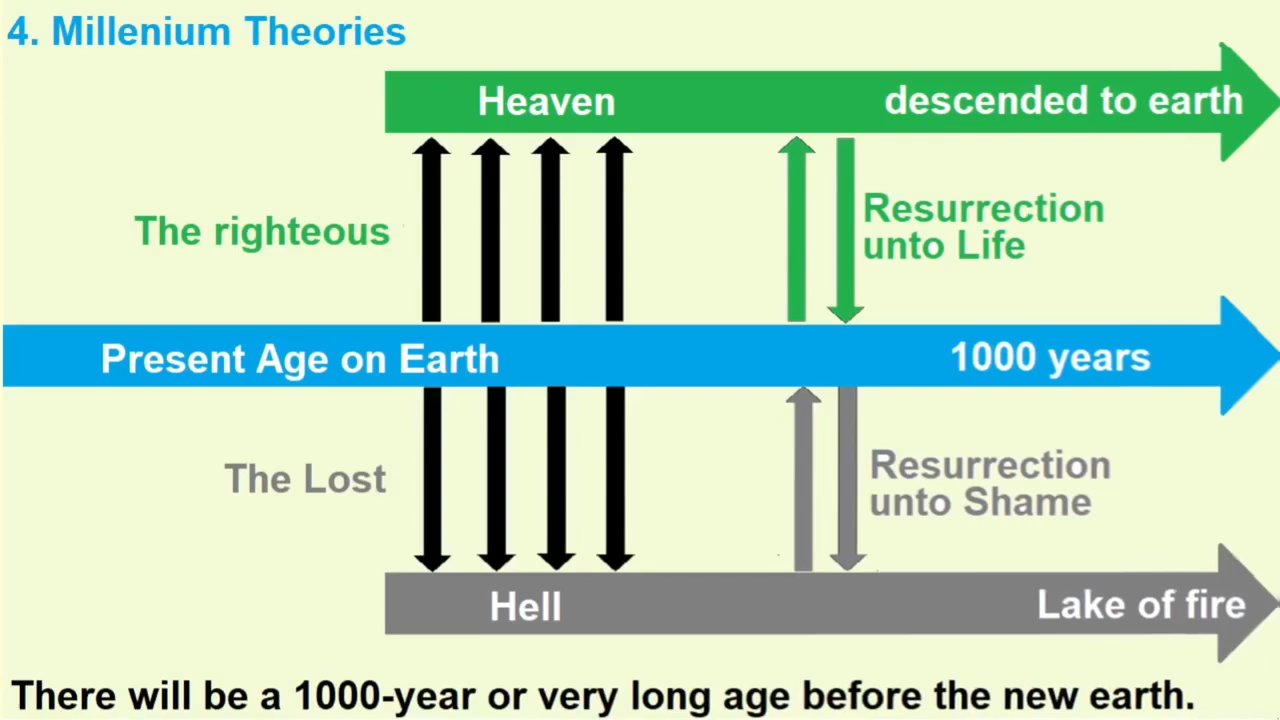 4. Millenium Theories
Heaven
descended to earth
The righteous
Resurrection
unto Life
Present Age on Earth
1000 years
The Lost
Resurrection
unto Shame
Hell
Lake of fire
There will be a 1000-year or very long age before the new earth.